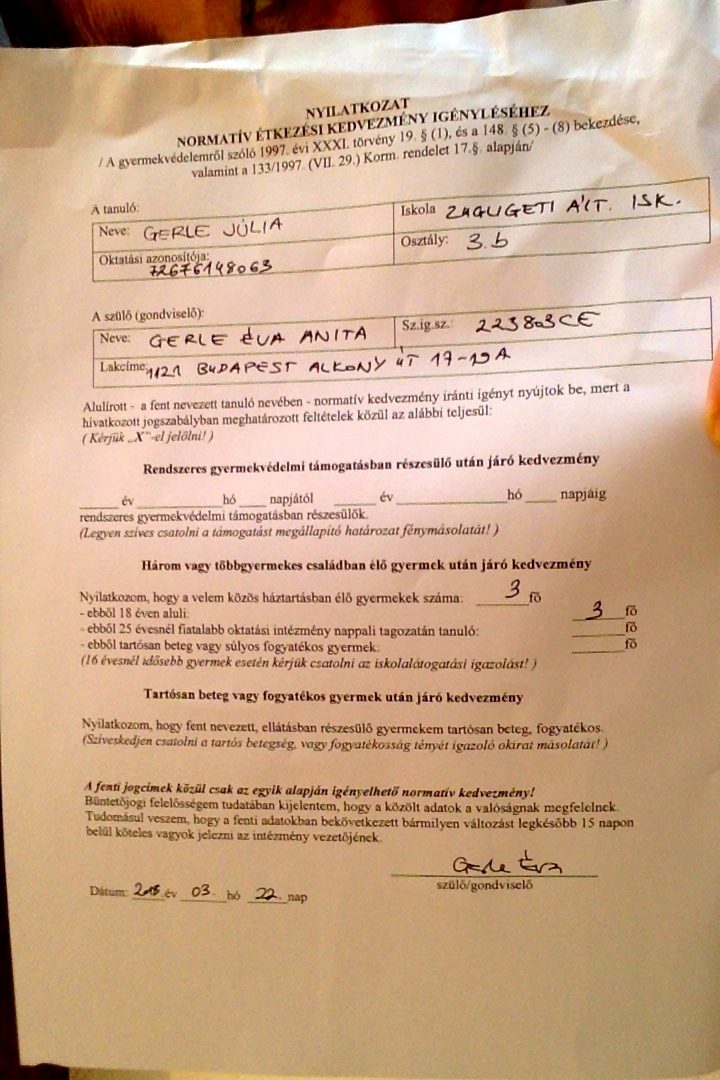 NYILATKOZAT
NORMATÍV ÉTKEZÉSI KEDVEZMÉNY IGÉNYLÉSÉHEZ
/ A gyermekvédelemről szóló 1997. évi XXXI. törvény 19. § (1), és a 148. § (5) - (8) bekezdése,
valamint a 133/1997. (VII. 29.) Korm. rendelet 17.§. alapján/
A tanuló:
Neve: GERLE JÚLIA Iskola ZUGLIGETI ÁLT. ISK.
Oktatási azonosítója: Osztály: 3. b
72676148063
A szülő (gondviselő):
Neve: GERLE ÉVA ANITA Sz.ig.sz.: 223803CE
Lakcíme: 1121 BUDAPEST ALKONY ÚT 17-19A
Alulírott - a fent nevezett tanuló nevében - normatív kedvezmény iránti igényt nyújtok be, mert a
hivatkozott jogszabályban meghatározott feltételek közül az alábbi teljesül:
( Kérjük „X"-el jelölni! )
Rendszeres gyermekvédelmi támogatásban részesülő után járó kedvezmény
______ év ____________ hó ____ napjától ______ év ________________ hó ____ napjáig
rendszeres gyermekvédelmi támogatásban részesülök.
(Legyen szíves csatolni a támogatást megállapító határozat fénymásolatát! )
Három vagy többgyermekes családban élő gyermek után járó kedvezmény
Nyilatkozom, hogy a velem közös háztartásban élő gyermekek száma: 3 fő
- ebből 18 éven aluli: 3 fő
- ebből 25 évesnél fiatalabb oktatási intézmény nappali tagozatán tanuló: ______ fő
- ebből tartósan beteg vagy súlyos fogyatékos gyermek: ______ fő
(16 évesnél idősebb gyermek esetén kérjük csatolni az iskolalátogatási igazolást! )
Tartósan beteg vagy fogyatékos gyermek után járó kedvezmény
Nyilatkozom, hogy fent nevezett, ellátásban részesülő gyermekem tartósan beteg, fogyatékos.
(Szíveskedjen csatolni a tartós betegség, vagy fogyatékosság tényét igazoló okirat másolatát! )
A fenti jogcímek közül csak az egyik alapján igényelhető normatív kedvezmény!
Büntetőjogi felelősségem tudatában kijelentem, hogy a közölt adatok a valóságnak megfelelnek.
Tudomásul veszem, hogy a fenti adatokban bekövetkezett bármilyen változást legkésőbb 15 napon
belül köteles vagyok jelezni az intézmény vezetőjének.
Gerle Éva
szülő/gondviselő
Dátum: év 03. hó 22. nap